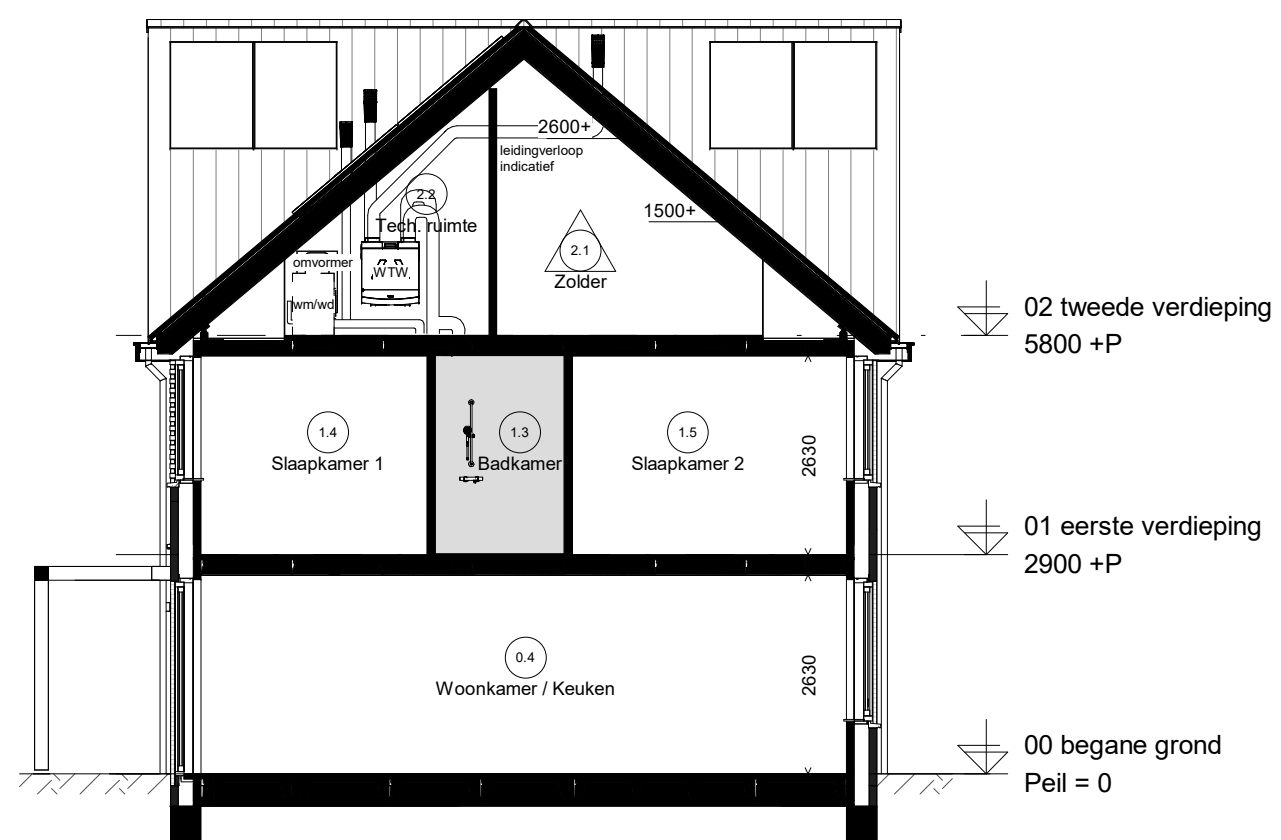 2600+
leidingverloop
indicatief
2.2
Tech. ruimte
1500+
2.1
Zolder
omvormer
WTW
wm/wd
02 tweede verdieping
5800 +P
1.4
Slaapkamer 1
1.3
Badkamer
1.5
Slaapkamer 2
2630
01 eerste verdieping
2900 +P
0.4
Woonkamer / Keuken
2630
00 begane grond
Peil = 0